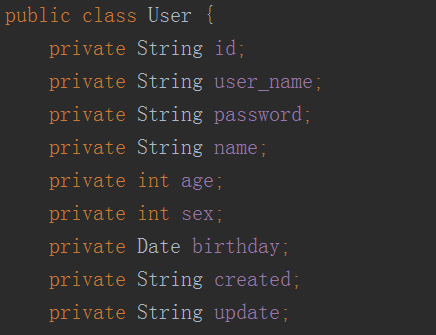 public class User {
private String id;
private String user_name;
private String password;
private String name;
private int age;
private int sex;
private Date birthday;
private String created;
private String update;